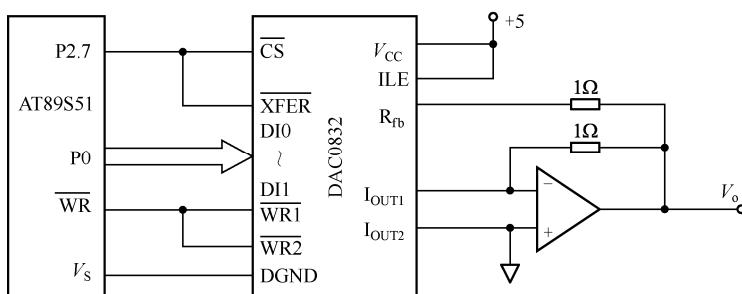 P2.7
AT89S51
P0
WR
VS
CS
XFER
DI0
~
DI1
WR1
WR2
DGND
DAC0832
VCC
ILE
Rfb
IOUT1
IOUT2
+5
1Ω
1Ω
−
+
Vo